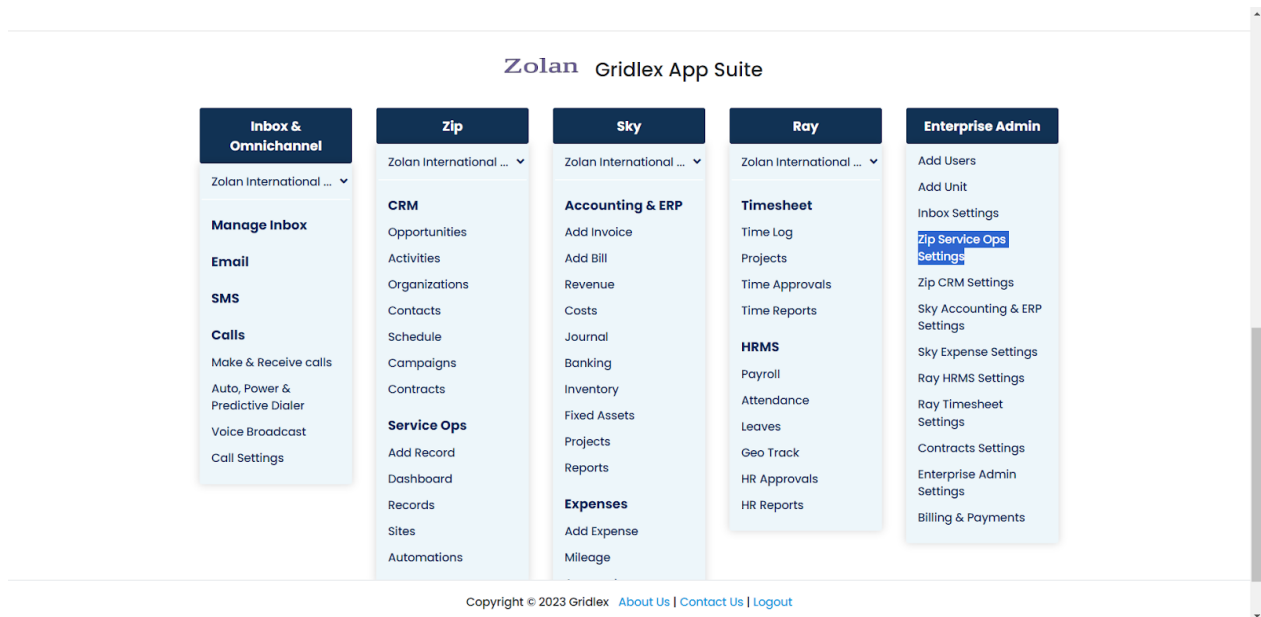 Zolan Gridlex App Suite
Inbox &
Omnichannel
Zolan International ...
Manage Inbox
Email
SMS
Calls
Make & Receive calls
Auto, Power &
Predictive Dialer
Voice Broadcast
Call Settings
Zip
Zolan International ...
CRM
Opportunities
Activities
Organizations
Contacts
Schedule
Campaigns
Contracts
Service Ops
Add Record
Dashboard
Records
Sites
Automations
Sky
Zolan International ...
Accounting & ERP
Add Invoice
Add Bill
Revenue
Costs
Journal
Banking
Inventory
Fixed Assets
Projects
Reports
Expenses
Add Expense
Mileage
Ray
Zolan International ...
Timesheet
Time Log
Projects
Time Approvals
Time Reports
HRMS
Payroll
Attendance
Leaves
Geo Track
HR Approvals
HR Reports
Enterprise Admin
Add Users
Add Unit
Inbox Settings
Zip Service Ops
Settings
Zip CRM Settings
Sky Accounting & ERP
Settings
Sky Expense Settings
Ray HRMS Settings
Ray Timesheet
Settings
Contracts Settings
Enterprise Admin
Settings
Billing & Payments
Copyright © 2023 Gridlex About Us | Contact Us | Logout